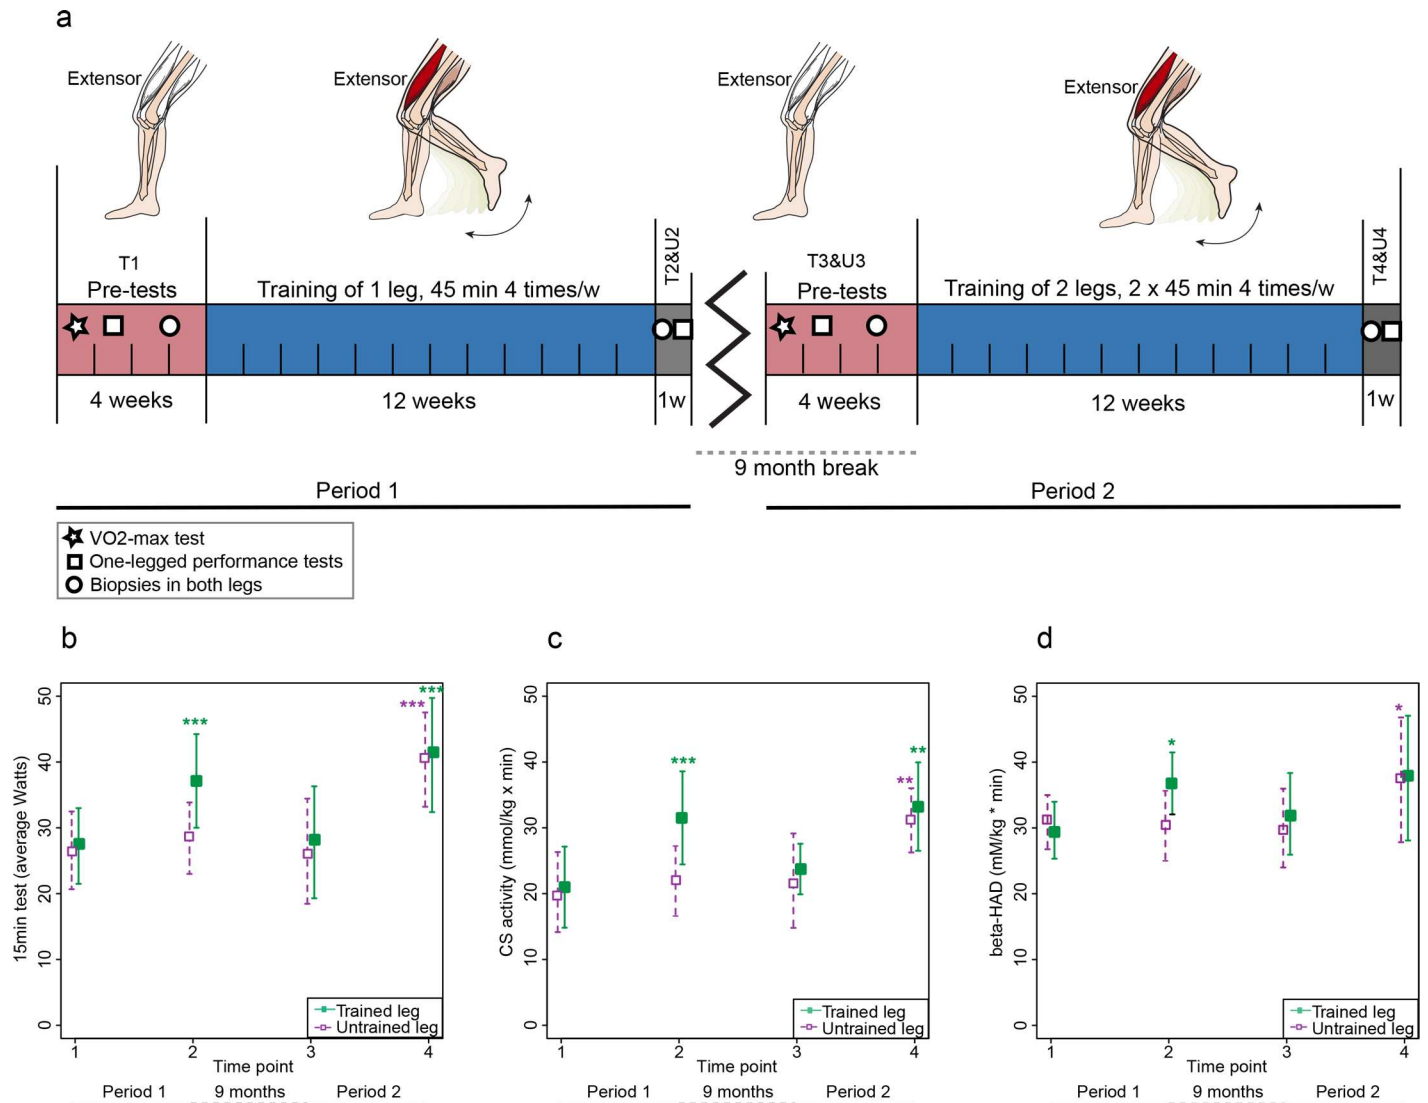 a
Extensor
Extensor
Extensor
Extensor
T1
Pre-tests
Training of 1 leg, 45 min 4 times/w
T2&U2
T3&U3
Pre-tests
Training of 2 legs, 2 x 45 min 4 times/w
T4&U4
4 weeks
12 weeks
1w
4 weeks
12 weeks
1w
9 month break
Period 1
Period 2
VO2-max test
One-legged performance tests
Biopsies in both legs
b
15min test (average Watts)
50
40
30
20
10
0
***
***
***
Trained leg
Untrained leg
1 2 3 4
Time point
Period 1 9 months Period 2
c
CS activity (mmol/kg x min)
50
40
30
20
10
0
***
**
**
Trained leg
Untrained leg
1 2 3 4
Time point
Period 1 9 months Period 2
d
beta-HAD (mM/kg * min)
50
40
30
20
10
0
*
*
Trained leg
Untrained leg
1 2 3 4
Time point
Period 1 9 months Period 2